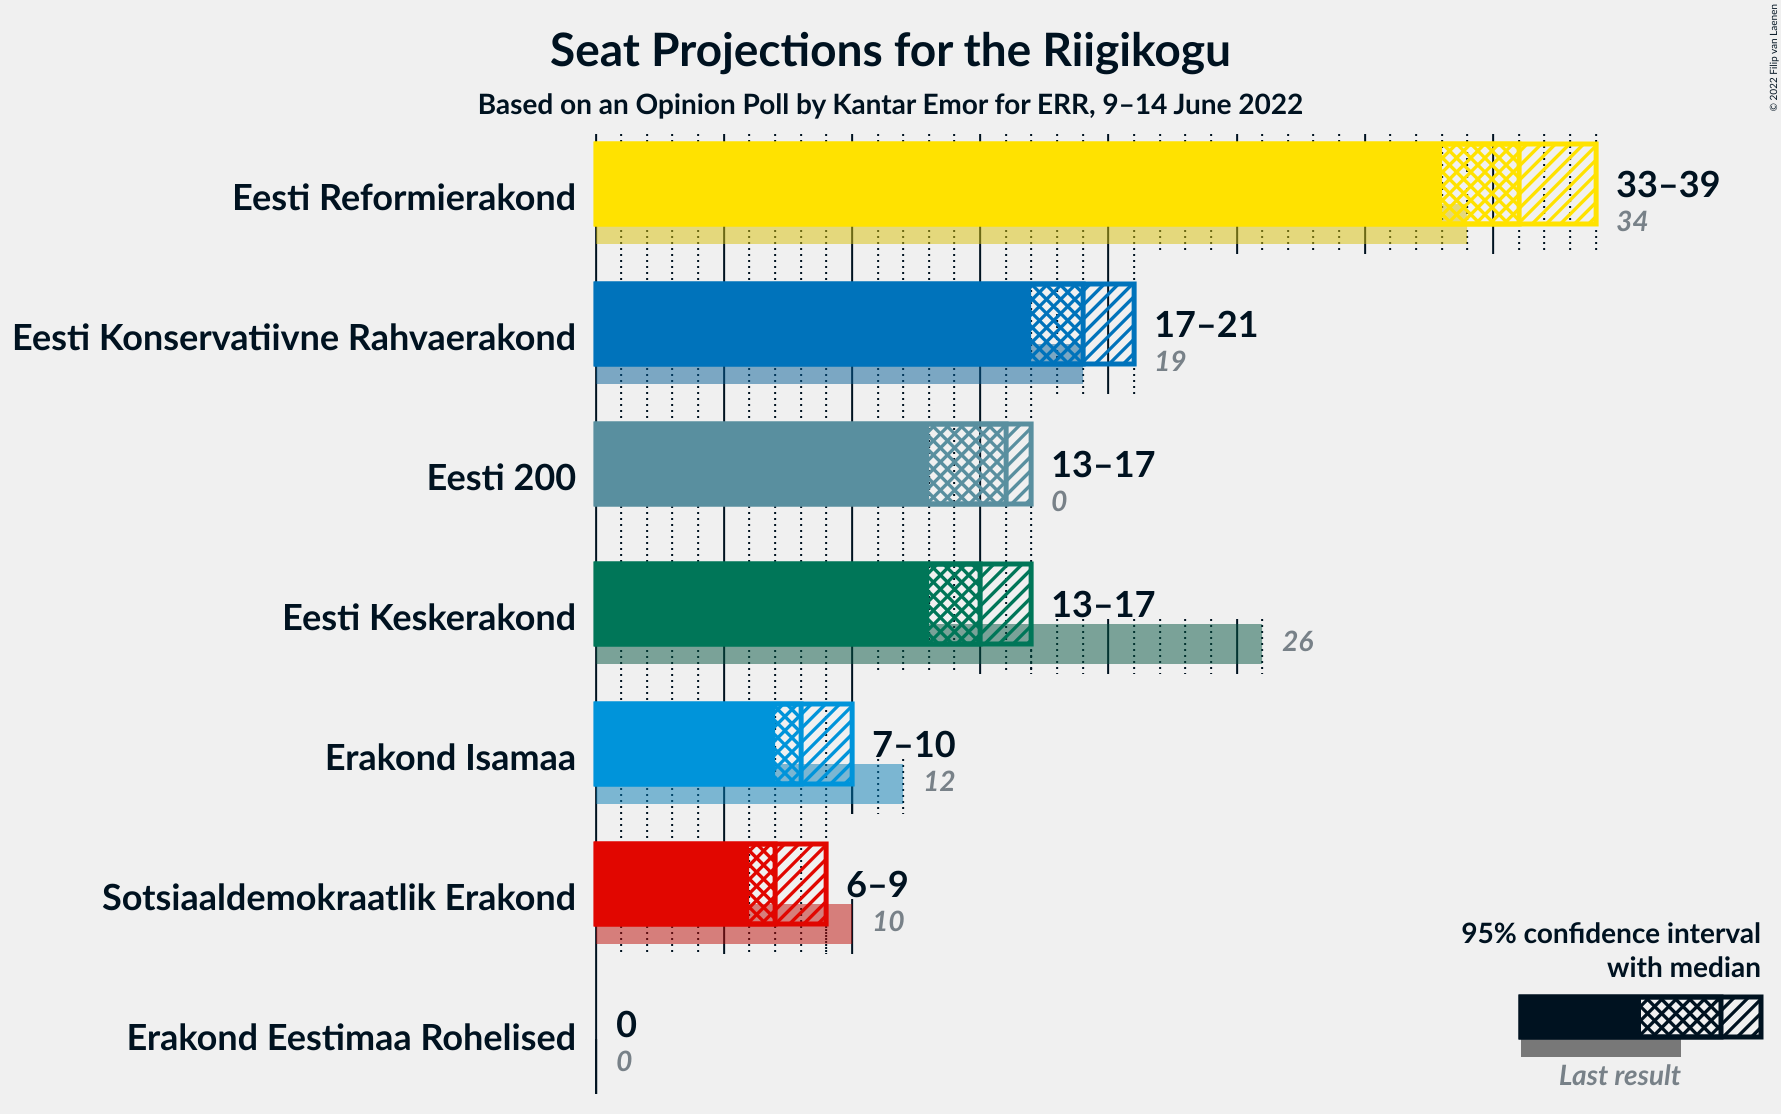 Seat Projections for the Riigikogu
Based on an Opinion Poll by Kantar Emor for ERR, 9–14 June 2022
© 2022 Filip van Laenen
Eesti Reformierakond
33–39
34
Eesti Konservatiivne Rahvaerakond
17–21
19
Eesti 200
13–17
0
Eesti Keskerakond
13–17
26
Erakond Isamaa
7–10
12
Sotsiaaldemokraatlik Erakond
6–9
10
Erakond Eestimaa Rohelised
0
0
95% confidence interval
with median
Last result